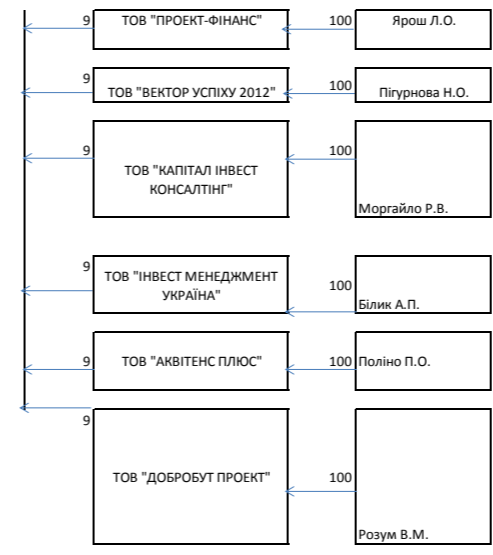 9 ТОВ "ПРОЕКТ-ФІНАНС" 100 Ярош Л.О.
9 ТОВ "ВЕКТОР УСПІХУ 2012" 100 Пігурнова Н.О.
9 ТОВ "КАПІТАЛ ІНВЕСТ
КОНСАЛТІНГ"
100
Моргайло Р.В.
9 ТОВ "ІНВЕСТ МЕНЕДЖМЕНТ
УКРАЇНА"
100
Білик А.П.
9 ТОВ "АКВІТЕНС ПЛЮС" 100 Поліно П.О.
9
ТОВ "ДОБРОБУТ ПРОЕКТ" 100
Розум В.М.